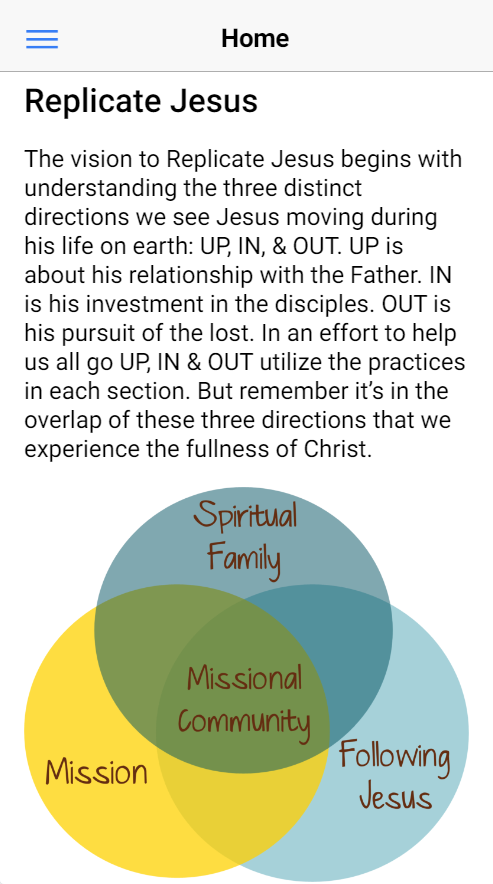 Home
Replicate Jesus
The vision to Replicate Jesus begins with
understanding the three distinct
directions we see Jesus moving during
his life on earth: UP, IN, & OUT. UP is
about his relationship with the Father. IN
is his investment in the disciples. OUT is
his pursuit of the lost. In an effort to help
us all go UP, IN & OUT utilize the practices
in each section. But remember it’s in the
overlap of these three directions that we
experience the fullness of Christ.
Spiritual
Family
Missional
Community
Mission
Following
Jesus